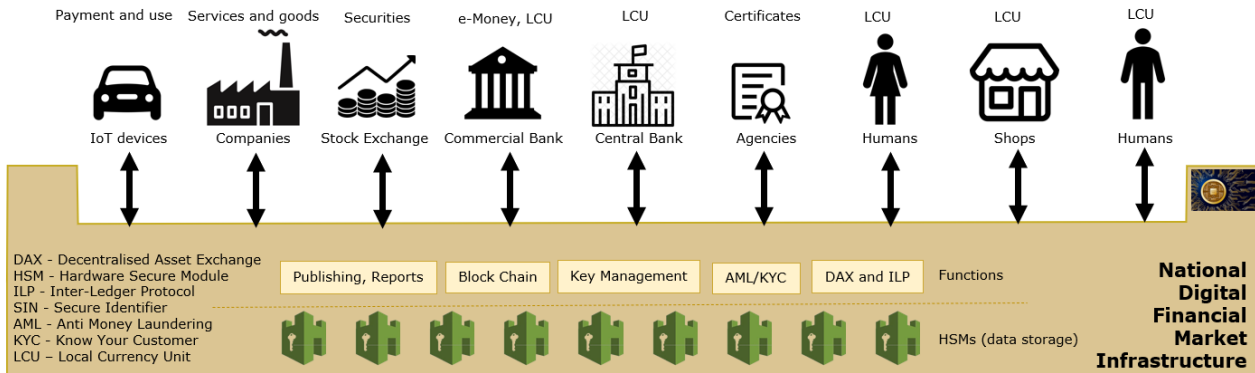 Payment and use
Services and goods
Securities
e-Money, LCU
LCU
Certificates
LCU
LCU
LCU
IoT devices
Companies
Stock Exchange
Commercial Bank
Central Bank
Agencies
Humans
Shops
Humans
DAX - Decentralised Asset Exchange
HSM - Hardware Secure Module
ILP - Inter-Ledger Protocol
SIN - Secure Identifier
AML - Anti Money Laundering
KYC - Know Your Customer
LCU – Local Currency Unit
Publishing, Reports
Block Chain
Key Management
AML/KYC
DAX and ILP
Functions
HSMs (data storage)
National
Digital
Financial
Market
Infrastructure